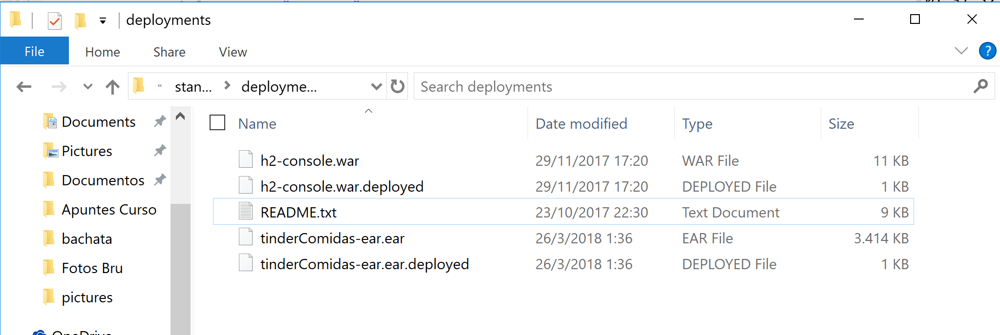 deployments
File Home Share View
« stan... deployme... Search deployments
Documents
Pictures
Documentos
Apuntes Curso
bachata
Fotos Bru
pictures
OneDrive
Name Date modified Type Size
h2-console.war 29/11/2017 17:20 WAR File 11 KB
h2-console.war.deployed 29/11/2017 17:20 DEPLOYED File 1 KB
README.txt 23/10/2017 22:30 Text Document 9 KB
tinderComidas-ear.ear 26/3/2018 1:36 EAR File 3.414 KB
tinderComidas-ear.ear.deployed 26/3/2018 1:36 DEPLOYED File 1 KB